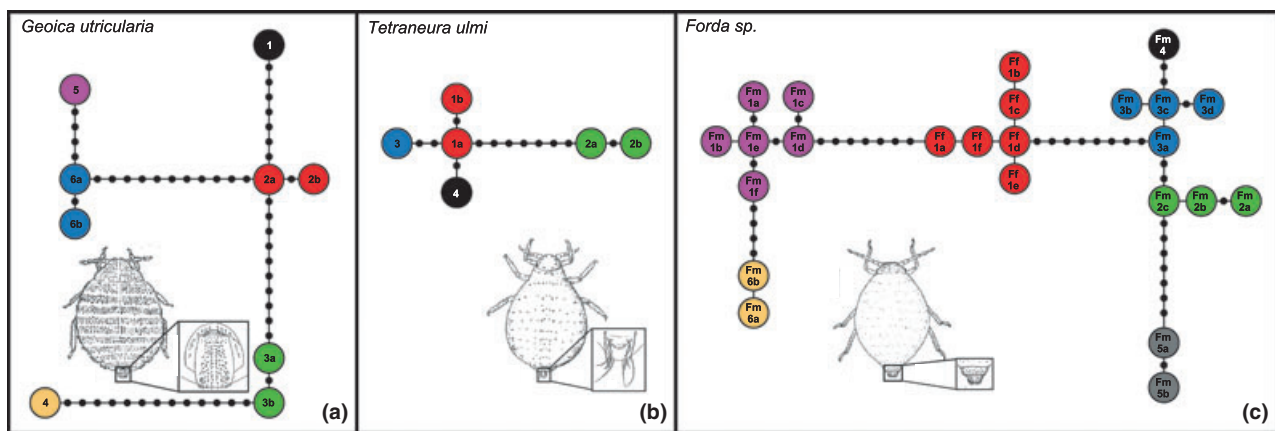 Geoica utricularia
1
5
6a
2a
2b
6b
3a
4
3b
(a)
Tetraneura ulmi
1b
3
1a
2a
2b
4
(b)
Forda sp.
Fm
4
Ff
1b
Fm
1a
Fm
1c
Ff
1c
Fm
3b
Fm
3c
Fm
3d
Fm
1b
Fm
1e
Fm
1d
Ff
1a
Ff
1f
Ff
1d
Fm
3a
Fm
1f
Ff
1e
Fm
2c
Fm
2b
Fm
2a
Fm
6b
Fm
6a
Fm
5a
Fm
5b
(c)